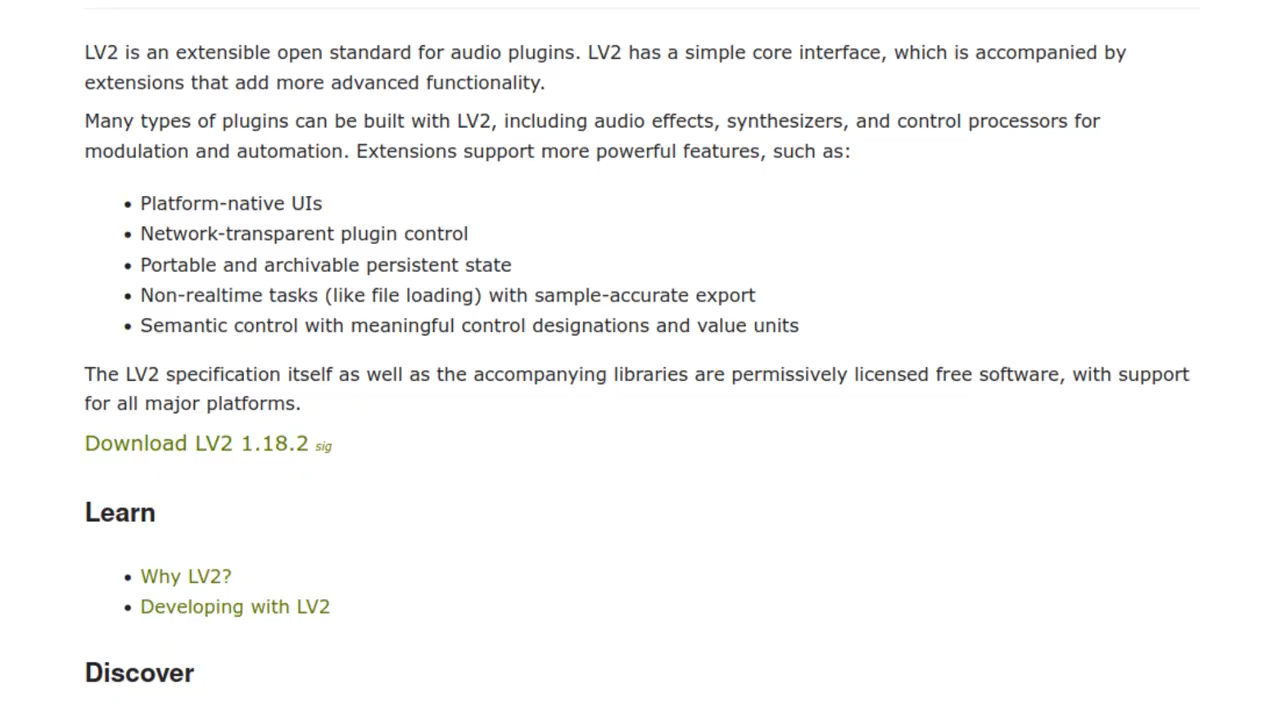 LV2 is an extensible open standard for audio plugins. LV2 has a simple core interface, which is accompanied by
extensions that add more advanced functionality.
Many types of plugins can be built with LV2, including audio effects, synthesizers, and control processors for
modulation and automation. Extensions support more powerful features, such as:
• Platform-native UIs
• Network-transparent plugin control
• Portable and archivable persistent state
• Non-realtime tasks (like file loading) with sample-accurate export
• Semantic control with meaningful control designations and value units
The LV2 specification itself as well as the accompanying libraries are permissively licensed free software, with support
for all major platforms.
Download LV2 1.18.2 sig
Learn
• Why LV2?
• Developing with LV2
Discover